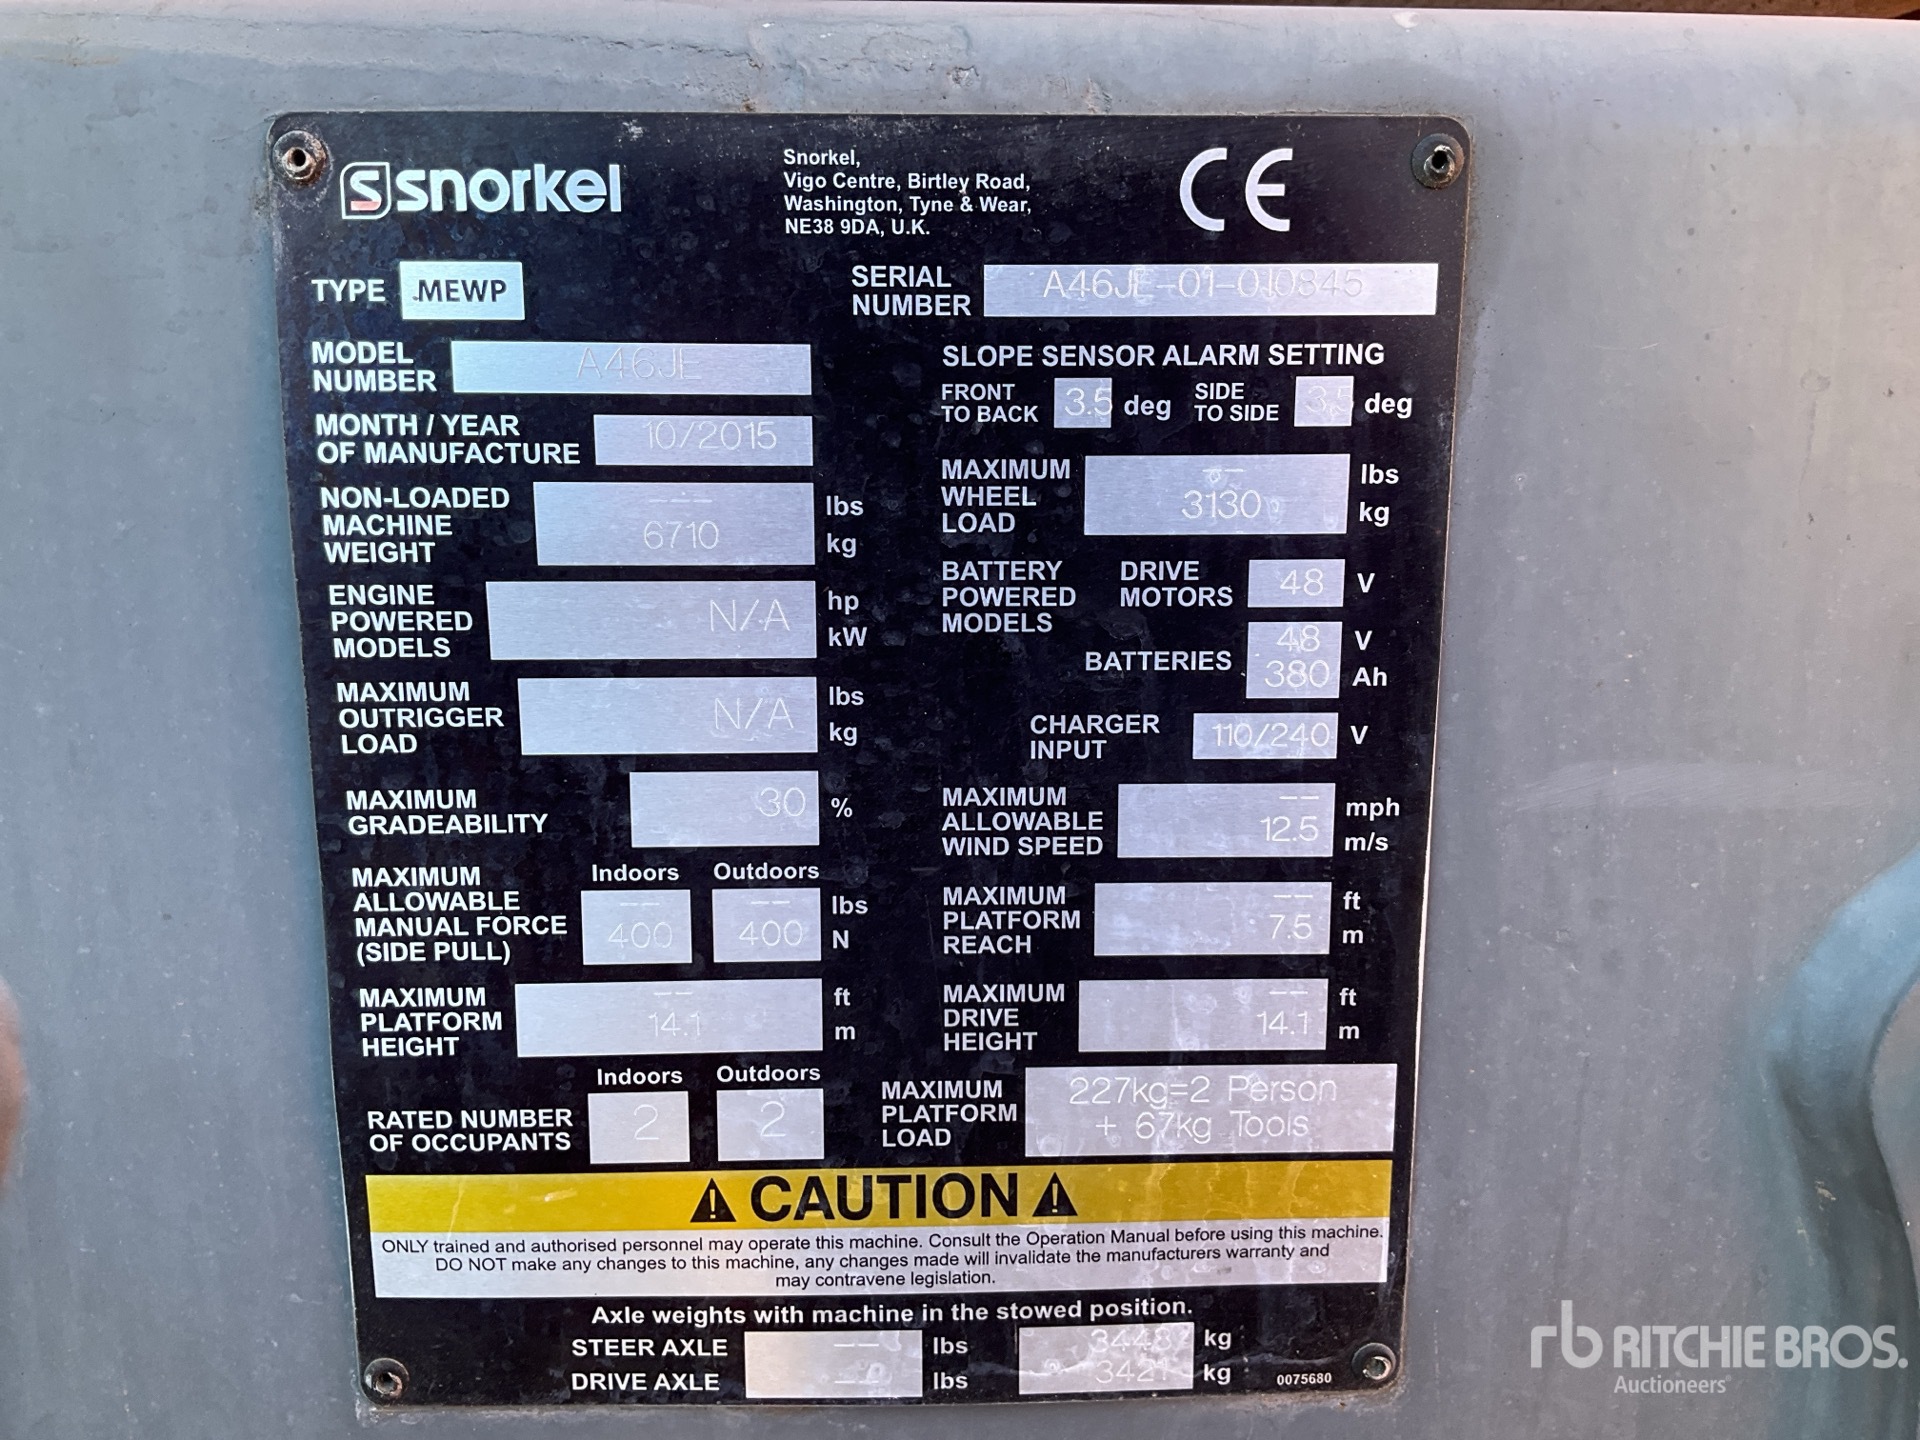 snorkel
Snorkel,
Vigo Centre, Birtley Road,
Washington, Tyne & Wear,
NE38 9DA, U.K.
CE
TYPE MEWP
SERIAL
NUMBER A46JE-01-010845
MODEL
NUMBER A46JE
MONTH / YEAR
OF MANUFACTURE 10/2015
NON-LOADED
MACHINE
WEIGHT
--- lbs
6710 kg
ENGINE
POWERED
MODELS
N/A hp
kW
MAXIMUM
OUTRIGGER
LOAD
N/A lbs
kg
MAXIMUM
GRADEABILITY 30 %
Indoors Outdoors
MAXIMUM
ALLOWABLE
MANUAL FORCE
(SIDE PULL)
-- -- lbs
400 400 N
MAXIMUM
PLATFORM
HEIGHT
-- ft
14.1 m
Indoors Outdoors
RATED NUMBER
OF OCCUPANTS 2 2
SLOPE SENSOR ALARM SETTING
FRONT
TO BACK 3.5 deg
SIDE
TO SIDE 3.5 deg
MAXIMUM
WHEEL
LOAD
-- lbs
3130 kg
BATTERY
POWERED
MODELS
DRIVE
MOTORS 48 V
BATTERIES
48 V
380 Ah
CHARGER
INPUT 110/240 V
MAXIMUM
ALLOWABLE
WIND SPEED
-- mph
12.5 m/s
MAXIMUM
PLATFORM
REACH
-- ft
7.5 m
MAXIMUM
DRIVE
HEIGHT
-- ft
14.1 m
MAXIMUM
PLATFORM
LOAD
227kg=2 Person
+ 67kg Tools
CAUTION
ONLY trained and authorised personnel may operate this machine. Consult the Operation Manual before using this machine.
DO NOT make any changes to this machine, any changes made will invalidate the manufacturers warranty and
may contravene legislation.
Axle weights with machine in the stowed position.
STEER AXLE -- lbs 3448 kg
DRIVE AXLE -- lbs 3421 kg
0075680
rb RITCHIE BROS.
Auctioneers